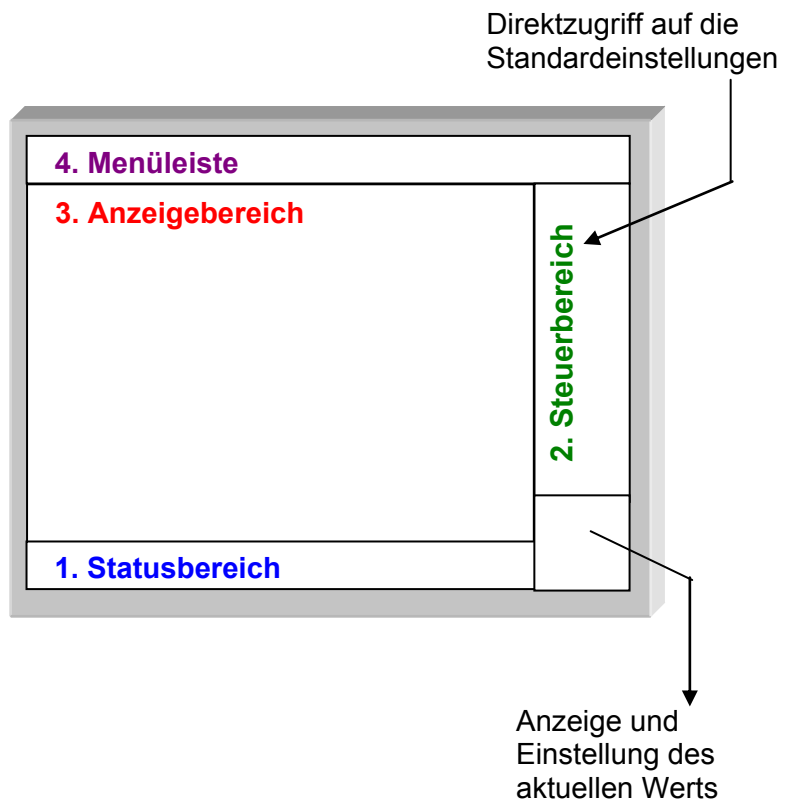 Direktzugriff auf die
Standardeinstellungen
4. Menüleiste
3. Anzeigebereich
2. Steuerbereich
1. Statusbereich
Anzeige und
Einstellung des
aktuellen Werts